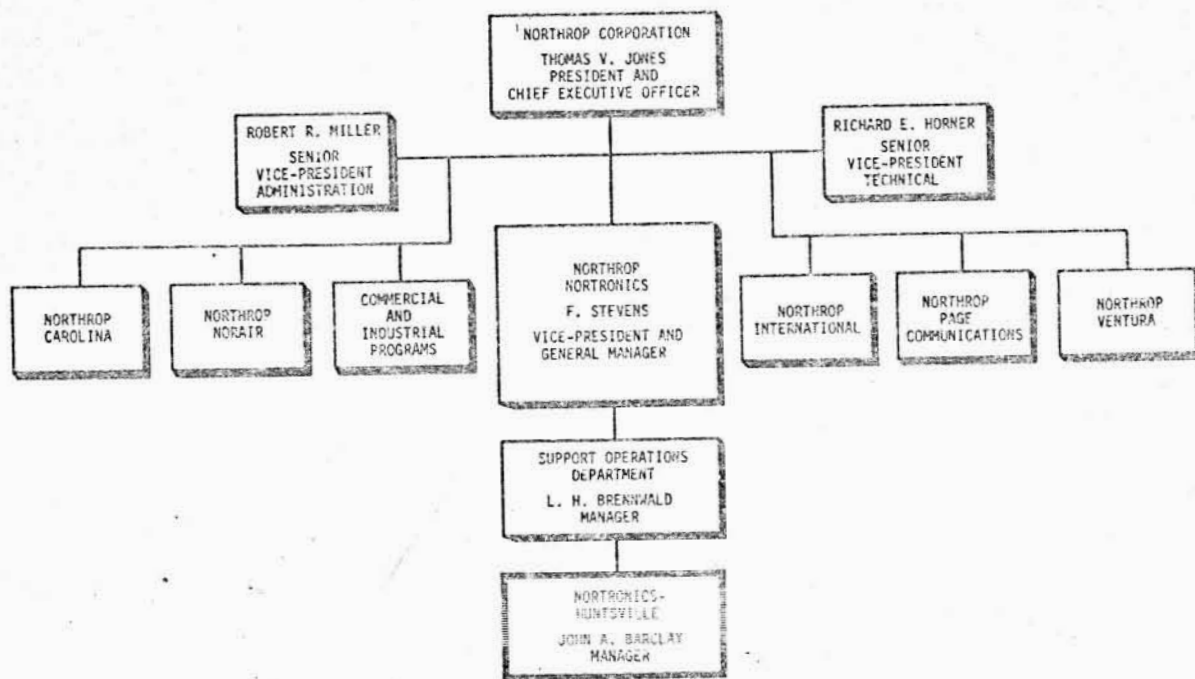 NORTHROP CORPORATION
THOMAS V. JONES
PRESIDENT AND
CHIEF EXECUTIVE OFFICER
ROBERT R. MILLER
SENIOR
VICE-PRESIDENT
ADMINISTRATION
RICHARD E. HORNER
SENIOR
VICE-PRESIDENT
TECHNICAL
NORTHROP
CAROLINA
NORTHROP
NORAIR
COMMERCIAL
AND
INDUSTRIAL
PROGRAMS
NORTHROP
NORTRONICS
F. STEVENS
VICE-PRESIDENT AND
GENERAL MANAGER
NORTHROP
INTERNATIONAL
NORTHROP
PAGE
COMMUNICATIONS
NORTHROP
VENTURA
SUPPORT OPERATIONS
DEPARTMENT
L. H. BRENNWALD
MANAGER
NORTRONICS-
HUNTSVILLE
JOHN A. BARCLAY
MANAGER